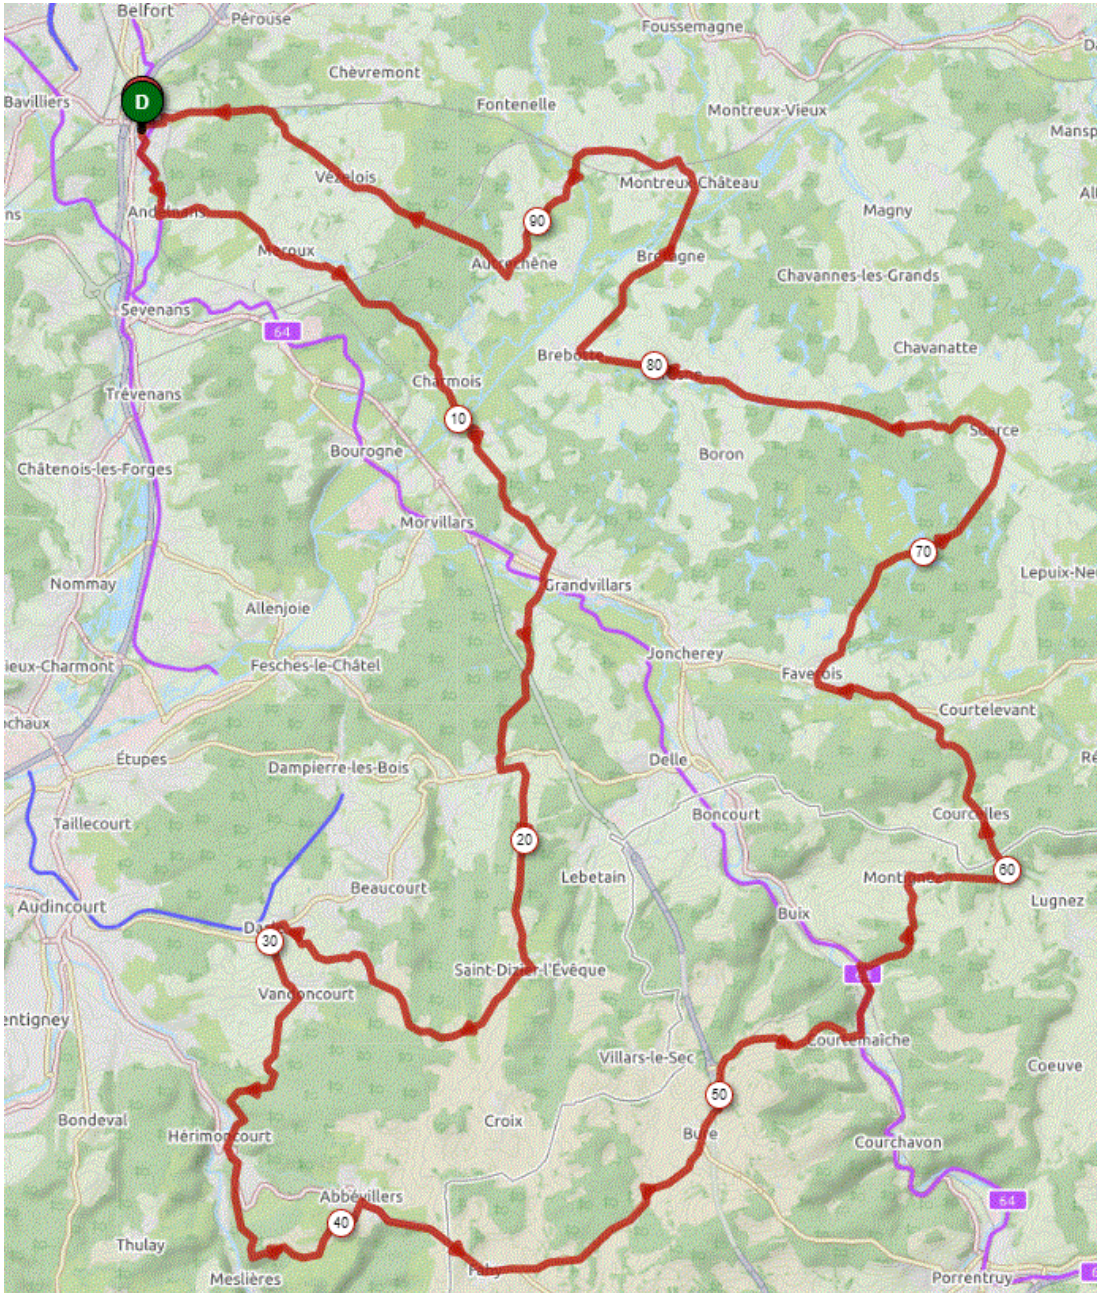 Belfort
Pérouse
Foussemagne
Chèvremont
Bavilliers
D
Fontenelle
Montreux-Vieux
Vézelois
Montreux-Château
Andelnans
Magny
90
Meroux
Autrechêne
Bretagne
Chavannes-les-Grands
Sevenans
64
Chavanatte
Brebotte
80
Charmois
Trévenans
10
Suarce
Bourogne
Boron
Châtenois-les-Forges
Morvillars
70
Nommay
Grandvillars
Allenjoie
Joncherey
Fesches-le-Châtel
Faverois
Courtelevant
Étupes
Dampierre-les-Bois
Delle
Taillecourt
Boncourt
Courcelles
20
60
Lebetain
Montignez
Beaucourt
Lugnez
Audincourt
Buix
30
Saint-Dizier-l'Évêque
Vandoncourt
Courtemaîche
Villars-le-Sec
Coeuve
50
Bondeval
Croix
Hérimoncourt
Bure
Courchavon
Abbévillers
64
40
Thulay
Fahy
Meslières
Porrentruy